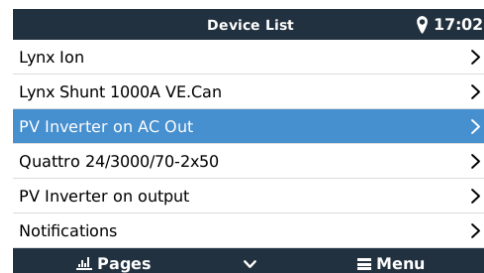 Device List 17:02
Lynx Ion
Lynx Shunt 1000A VE.Can
PV Inverter on AC Out
Quattro 24/3000/70-2x50
PV Inverter on output
Notifications
Pages Menu